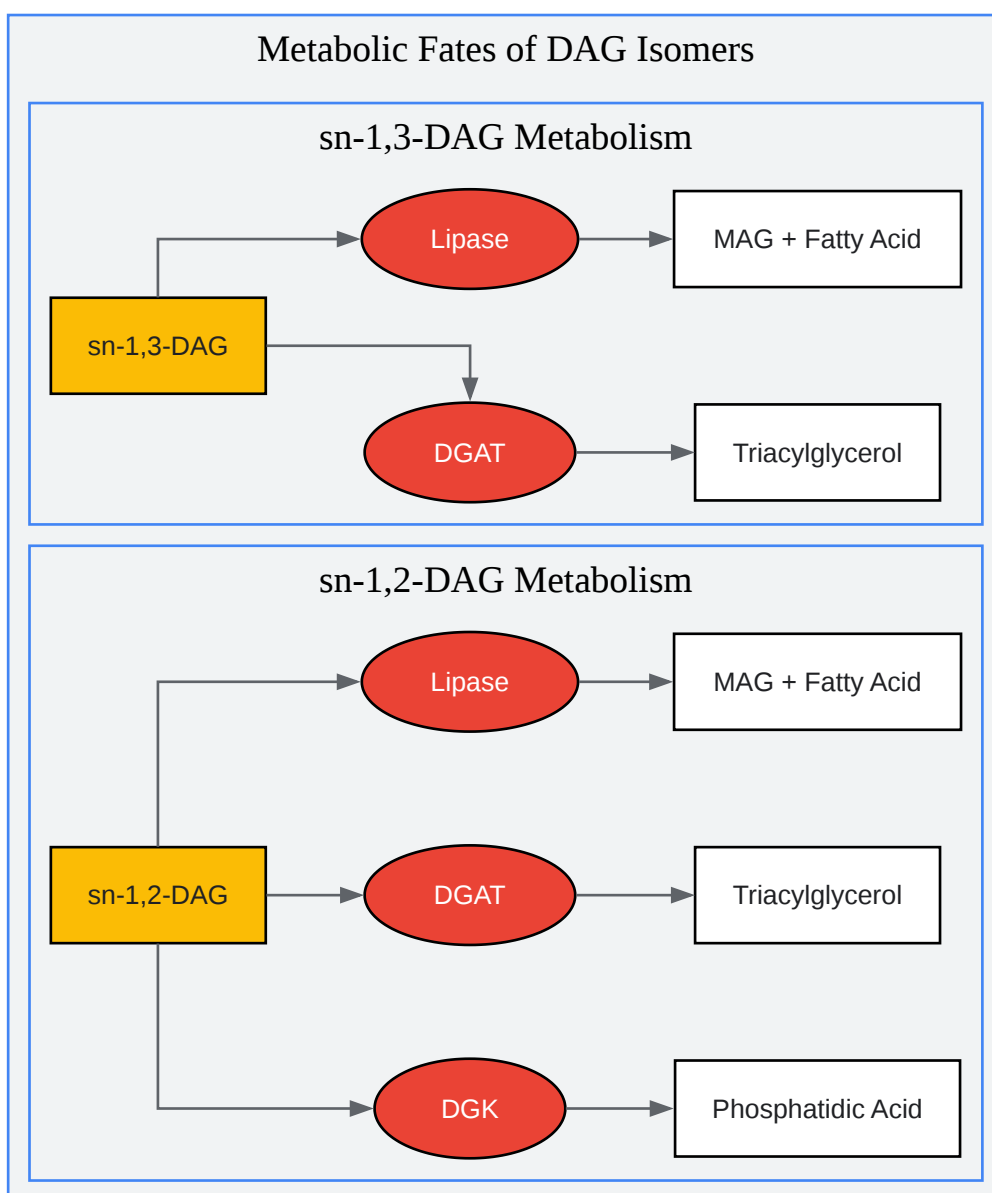 Metabolic Fates of DAG Isomers
sn-1,3-DAG Metabolism
Lipase
MAG + Fatty Acid
sn-1,3-DAG
DGAT
Triacylglycerol
sn-1,2-DAG Metabolism
Lipase
MAG + Fatty Acid
sn-1,2-DAG
DGAT
Triacylglycerol
DGK
Phosphatidic Acid